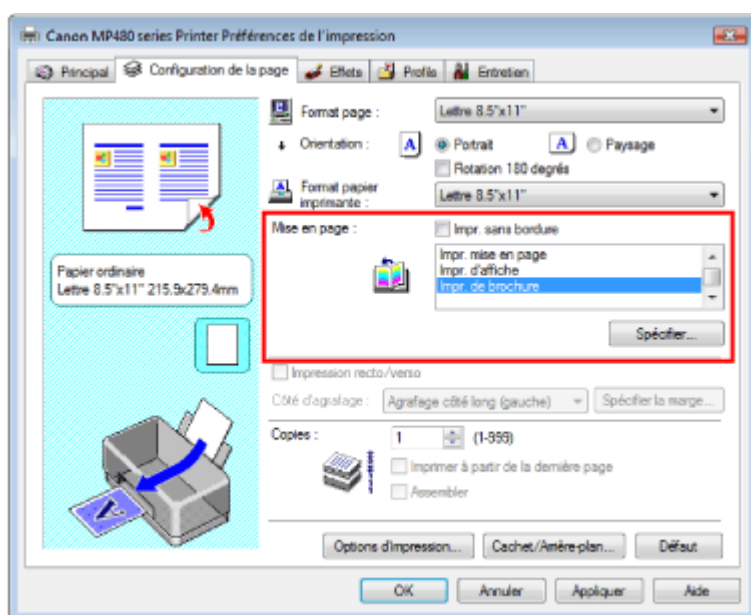 Canon MP480 series Printer Préférences de l'impression
Principal Configuration de la page Effets Profils Entretien
Format page : Lettre 8.5"x11"
Orientation : A Portrait A Paysage
Rotation 180 degrés
Format papier imprimante : Lettre 8.5"x11"
Mise en page : Impr. sans bordure
Impr. mise en page
Impr. d'affiche
Impr. de brochure
Papier ordinaire
Lettre 8.5"x11" 215.9x279.4mm
Spécifier...
Impression recto/verso
Côté d'agrafage : Agrafage côté long (gauche) Spécifier la marge...
Copies : 1 (1-999)
Imprimer à partir de la dernière page
Assembler
Options d'impression... Cachet/Arrière-plan... Défaut
OK Annuler Appliquer Aide